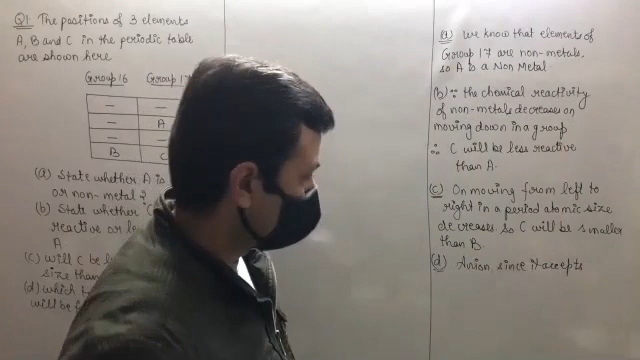 Q1 The positions of 3 elements
A, B and C in the periodic table
are shown here
Group 16 Group 17
- -
- A
- -
B C
(a) State whether A is
or non-metal?
(b) State whether C
reactive or
A
(c) will C be
size than
(d) which
will be
(a) We know that elements of
Group 17 are non-metals.
so A is a Non Metal
(b) ∵ the chemical reactivity
of non-metals decreases on
moving down in a group
∴ C will be less reactive
than A.
(c) On moving from left to
right in a period atomic size
decreases. So C will be smaller
than B.
(d) Anion since it accepts